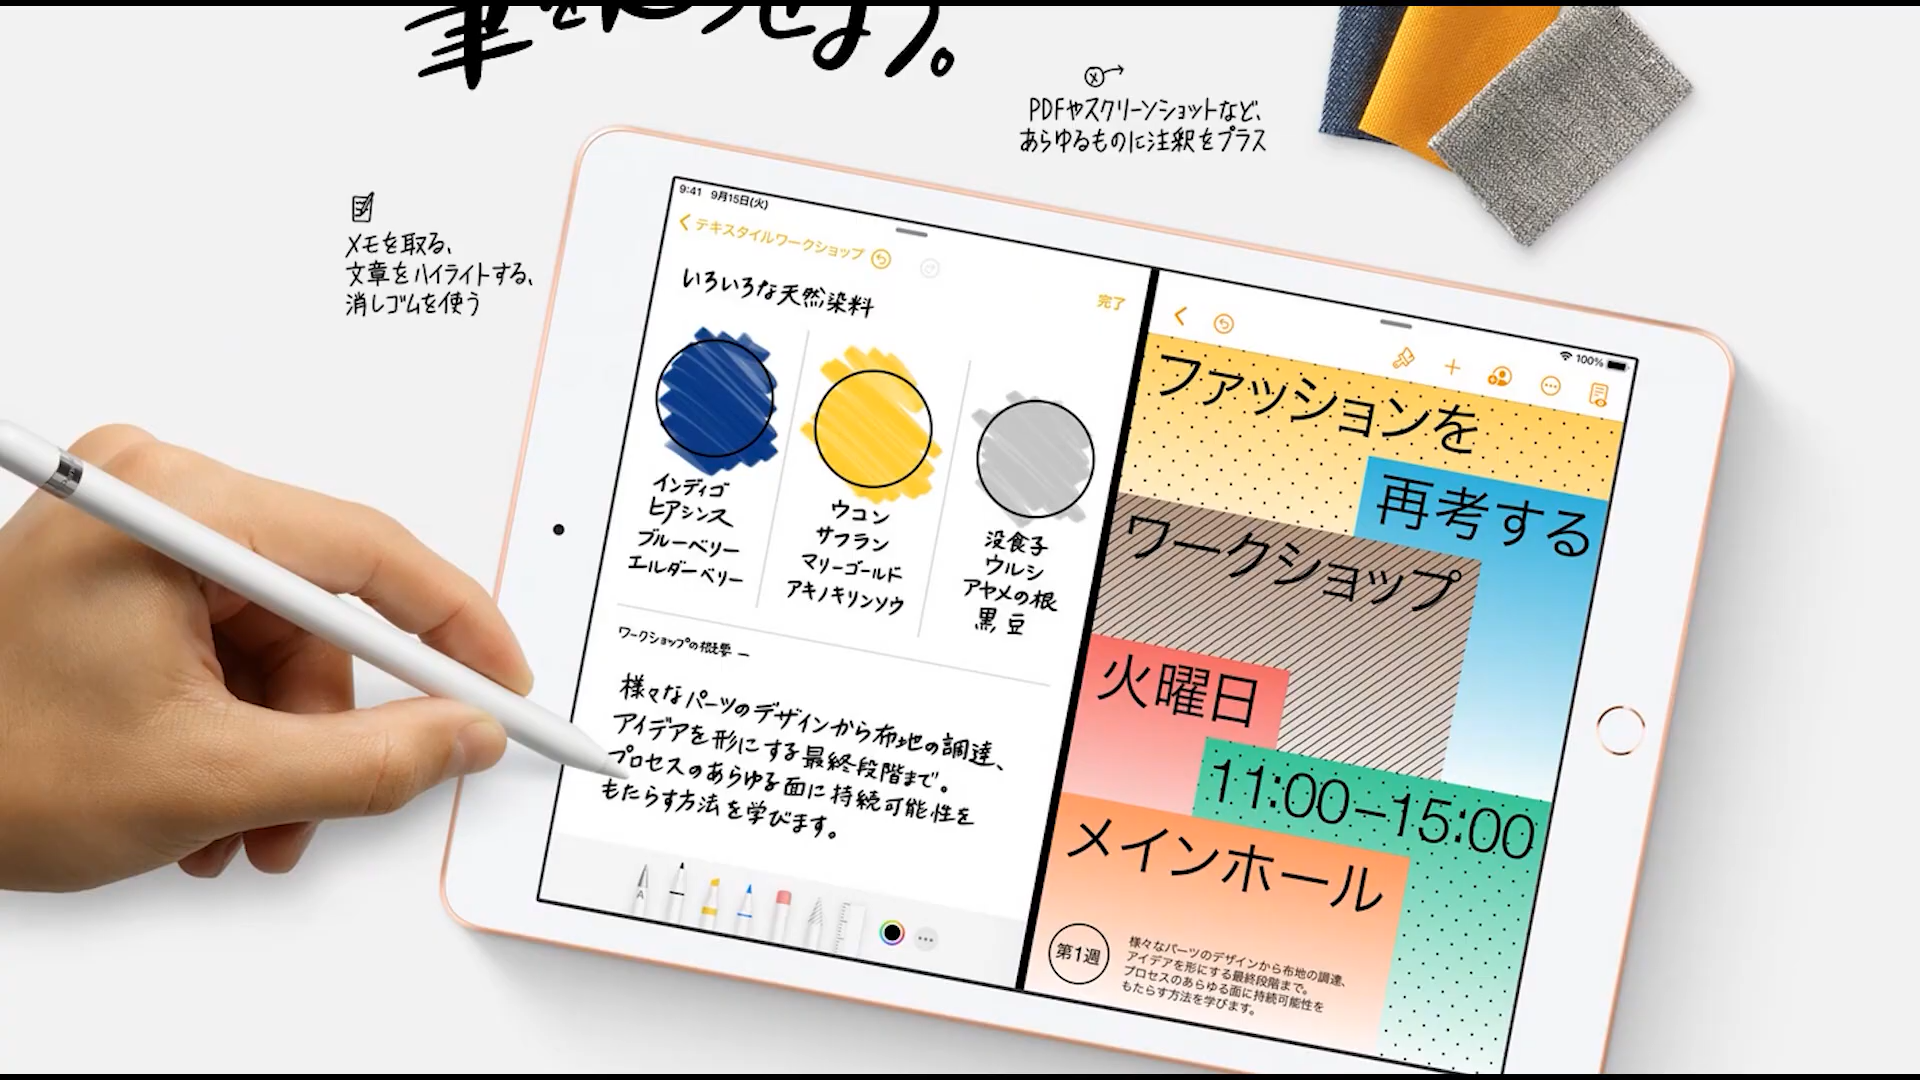 筆をとらせよう。
PDFやスクリーンショットなど、
あらゆるものに注釈をプラス
メモを取る、
文章をハイライトする、
消しゴムを使う
9:41 9月15日(火)
テキスタイルワークショップ
完了
いろいろな天然染料
インディゴ
ヒアシンス
ブルーベリー
エルダーベリー
ウコン
サフラン
マリーゴールド
アキノキリンソウ
没食子
ウルシ
アヤメの根
黒豆
ワークショップの概要 ー
様々なパーツのデザインから布地の調達、
アイデアを形にする最終段階まで。
プロセスのあらゆる面に持続可能性を
もたらす方法を学びます。
100%
ファッションを
再考する
ワークショップ
火曜日
11:00–15:00
メインホール
第1週
様々なパーツのデザインから布地の調達、
アイデアを形にする最終段階まで。
プロセスのあらゆる面に持続可能性を
もたらす方法を学びます。